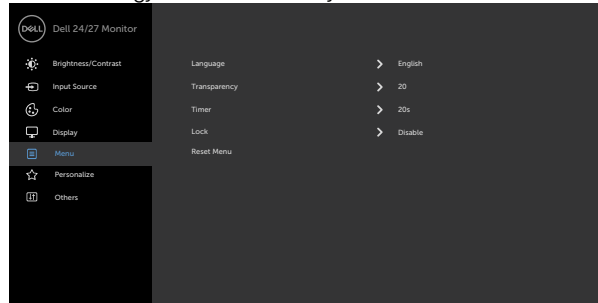 DELL Dell 24/27 Monitor
Brightness/Contrast Language English
Input Source Transparency 20
Color Timer 20s
Display Lock Disable
Menu Reset Menu
Personalize
Others